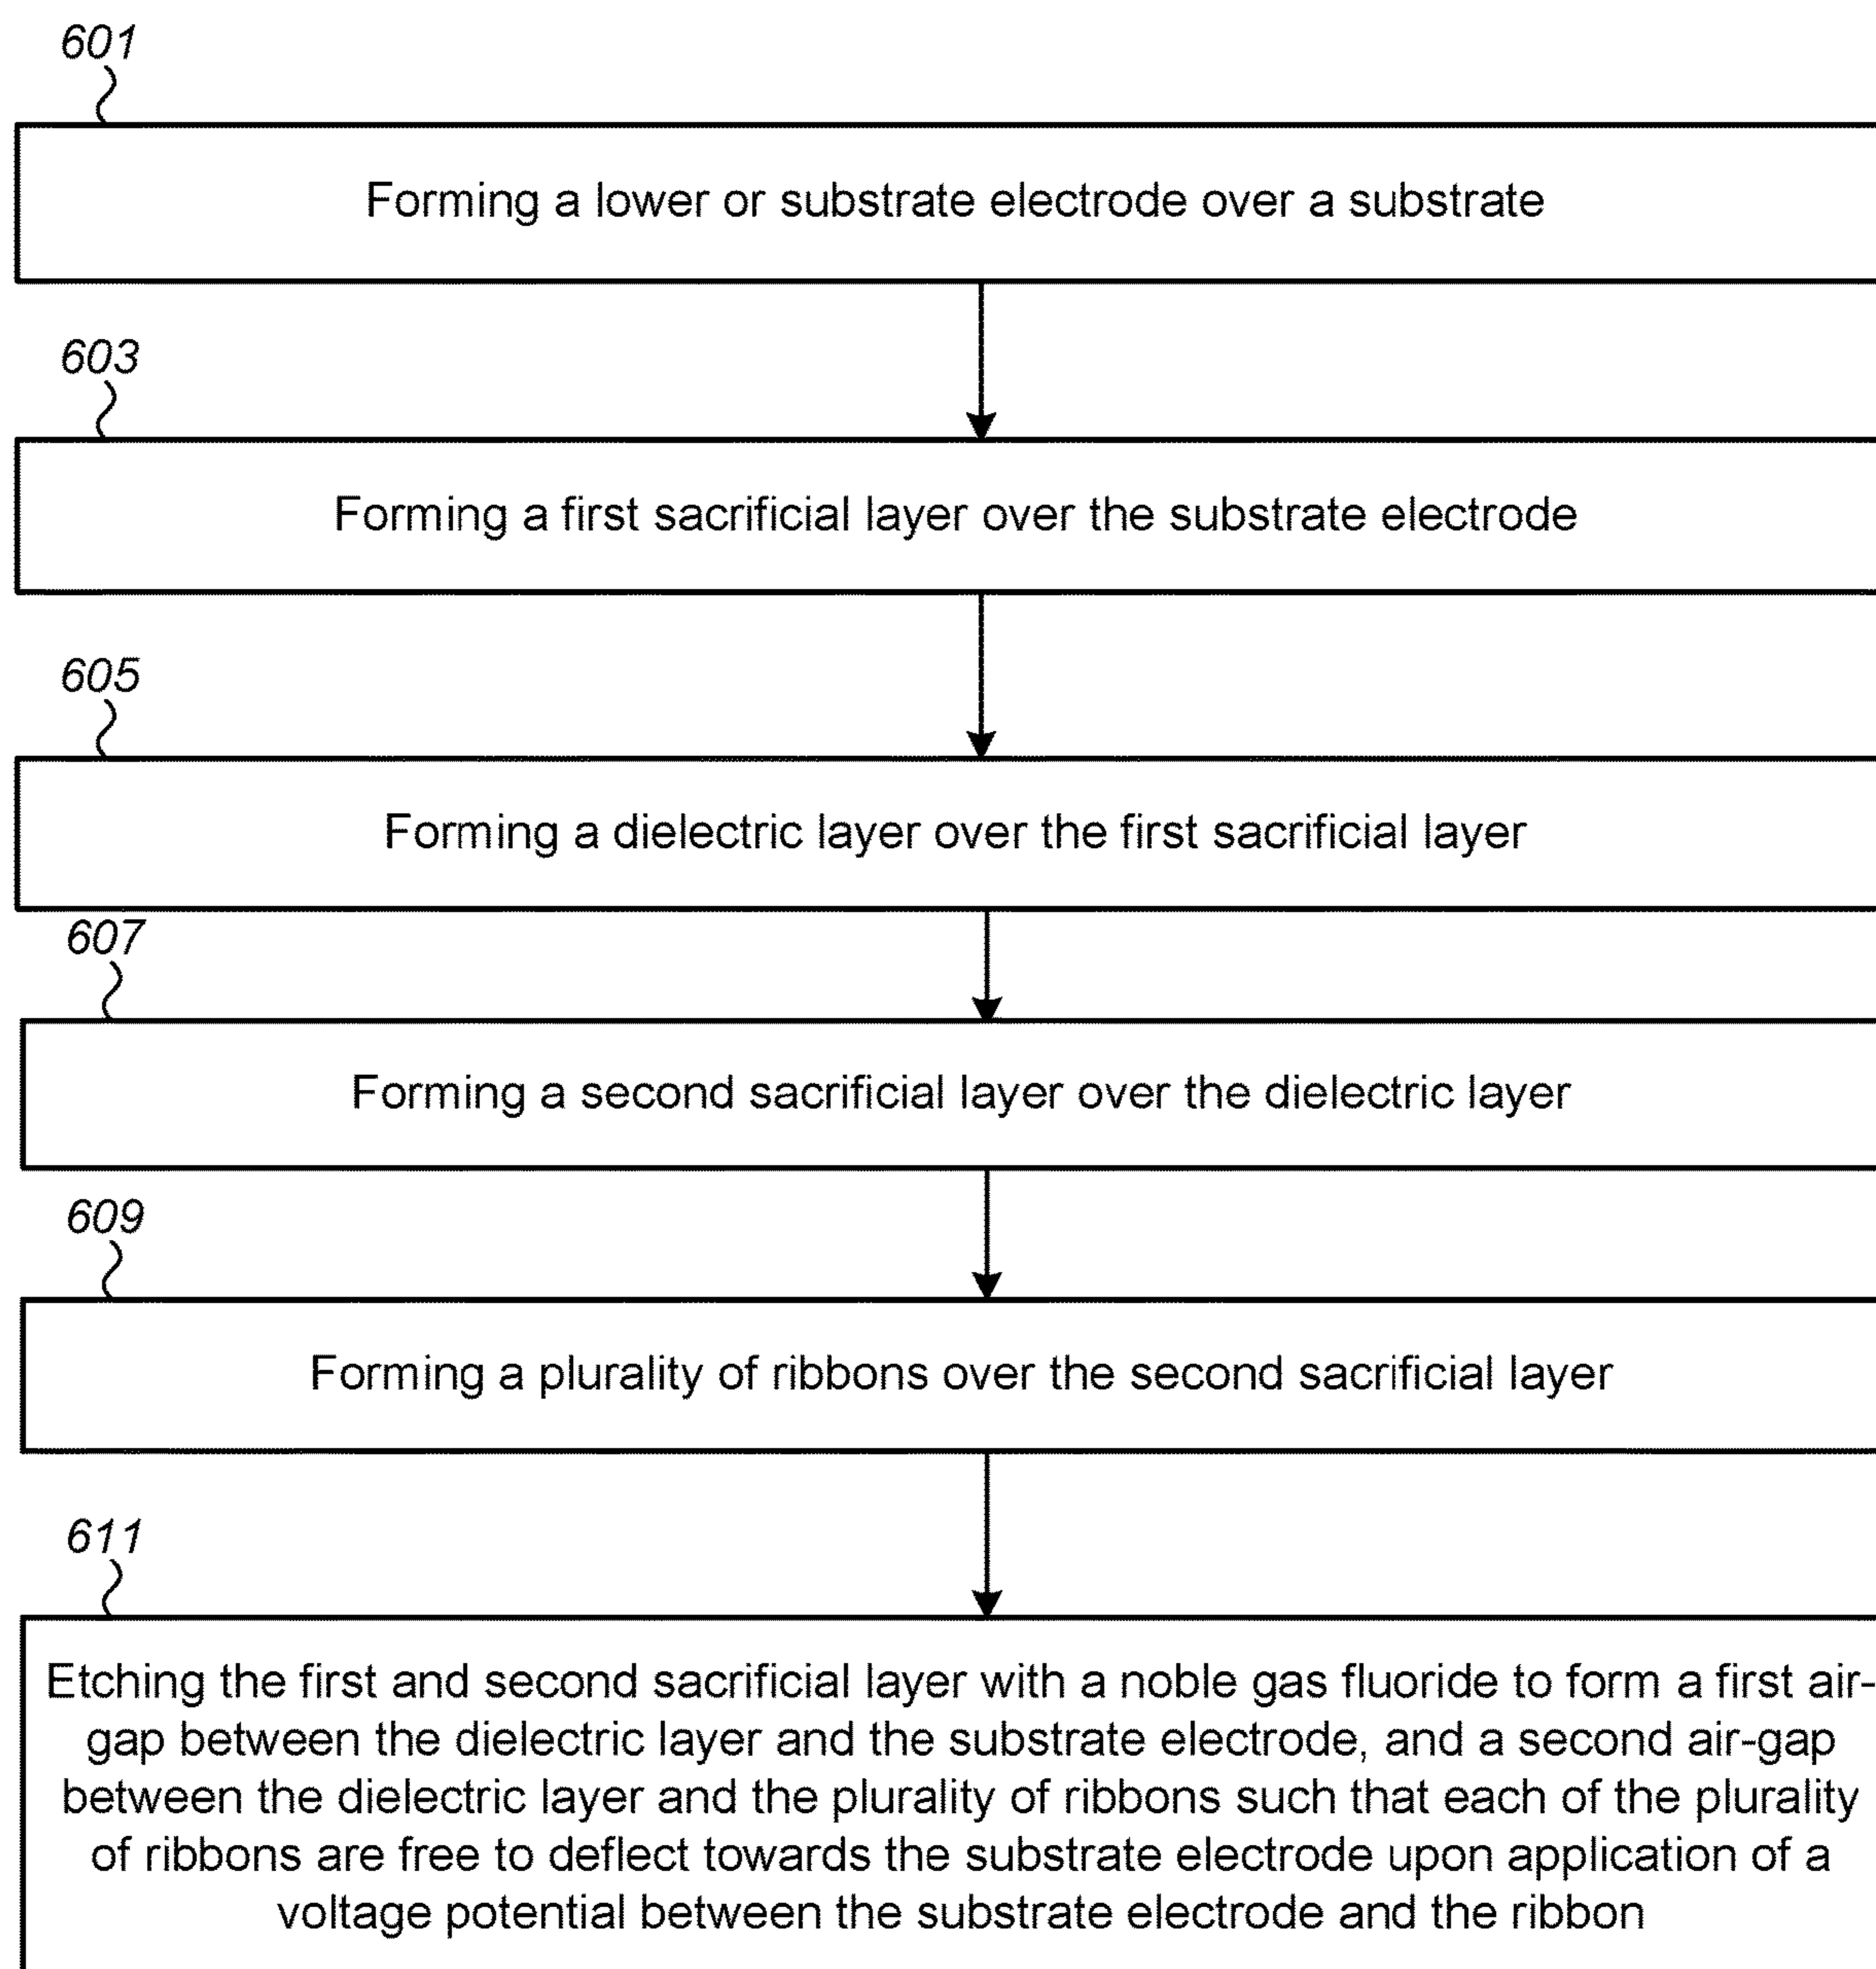 601
Forming a lower or substrate electrode over a substrate
603
Forming a first sacrificial layer over the substrate electrode
605
Forming a dielectric layer over the first sacrificial layer
607
Forming a second sacrificial layer over the dielectric layer
609
Forming a plurality of ribbons over the second sacrificial layer
611
Etching the first and second sacrificial layer with a noble gas fluoride to form a first air-
gap between the dielectric layer and the substrate electrode, and a second air-gap
between the dielectric layer and the plurality of ribbons such that each of the plurality
of ribbons are free to deflect towards the substrate electrode upon application of a
voltage potential between the substrate electrode and the ribbon